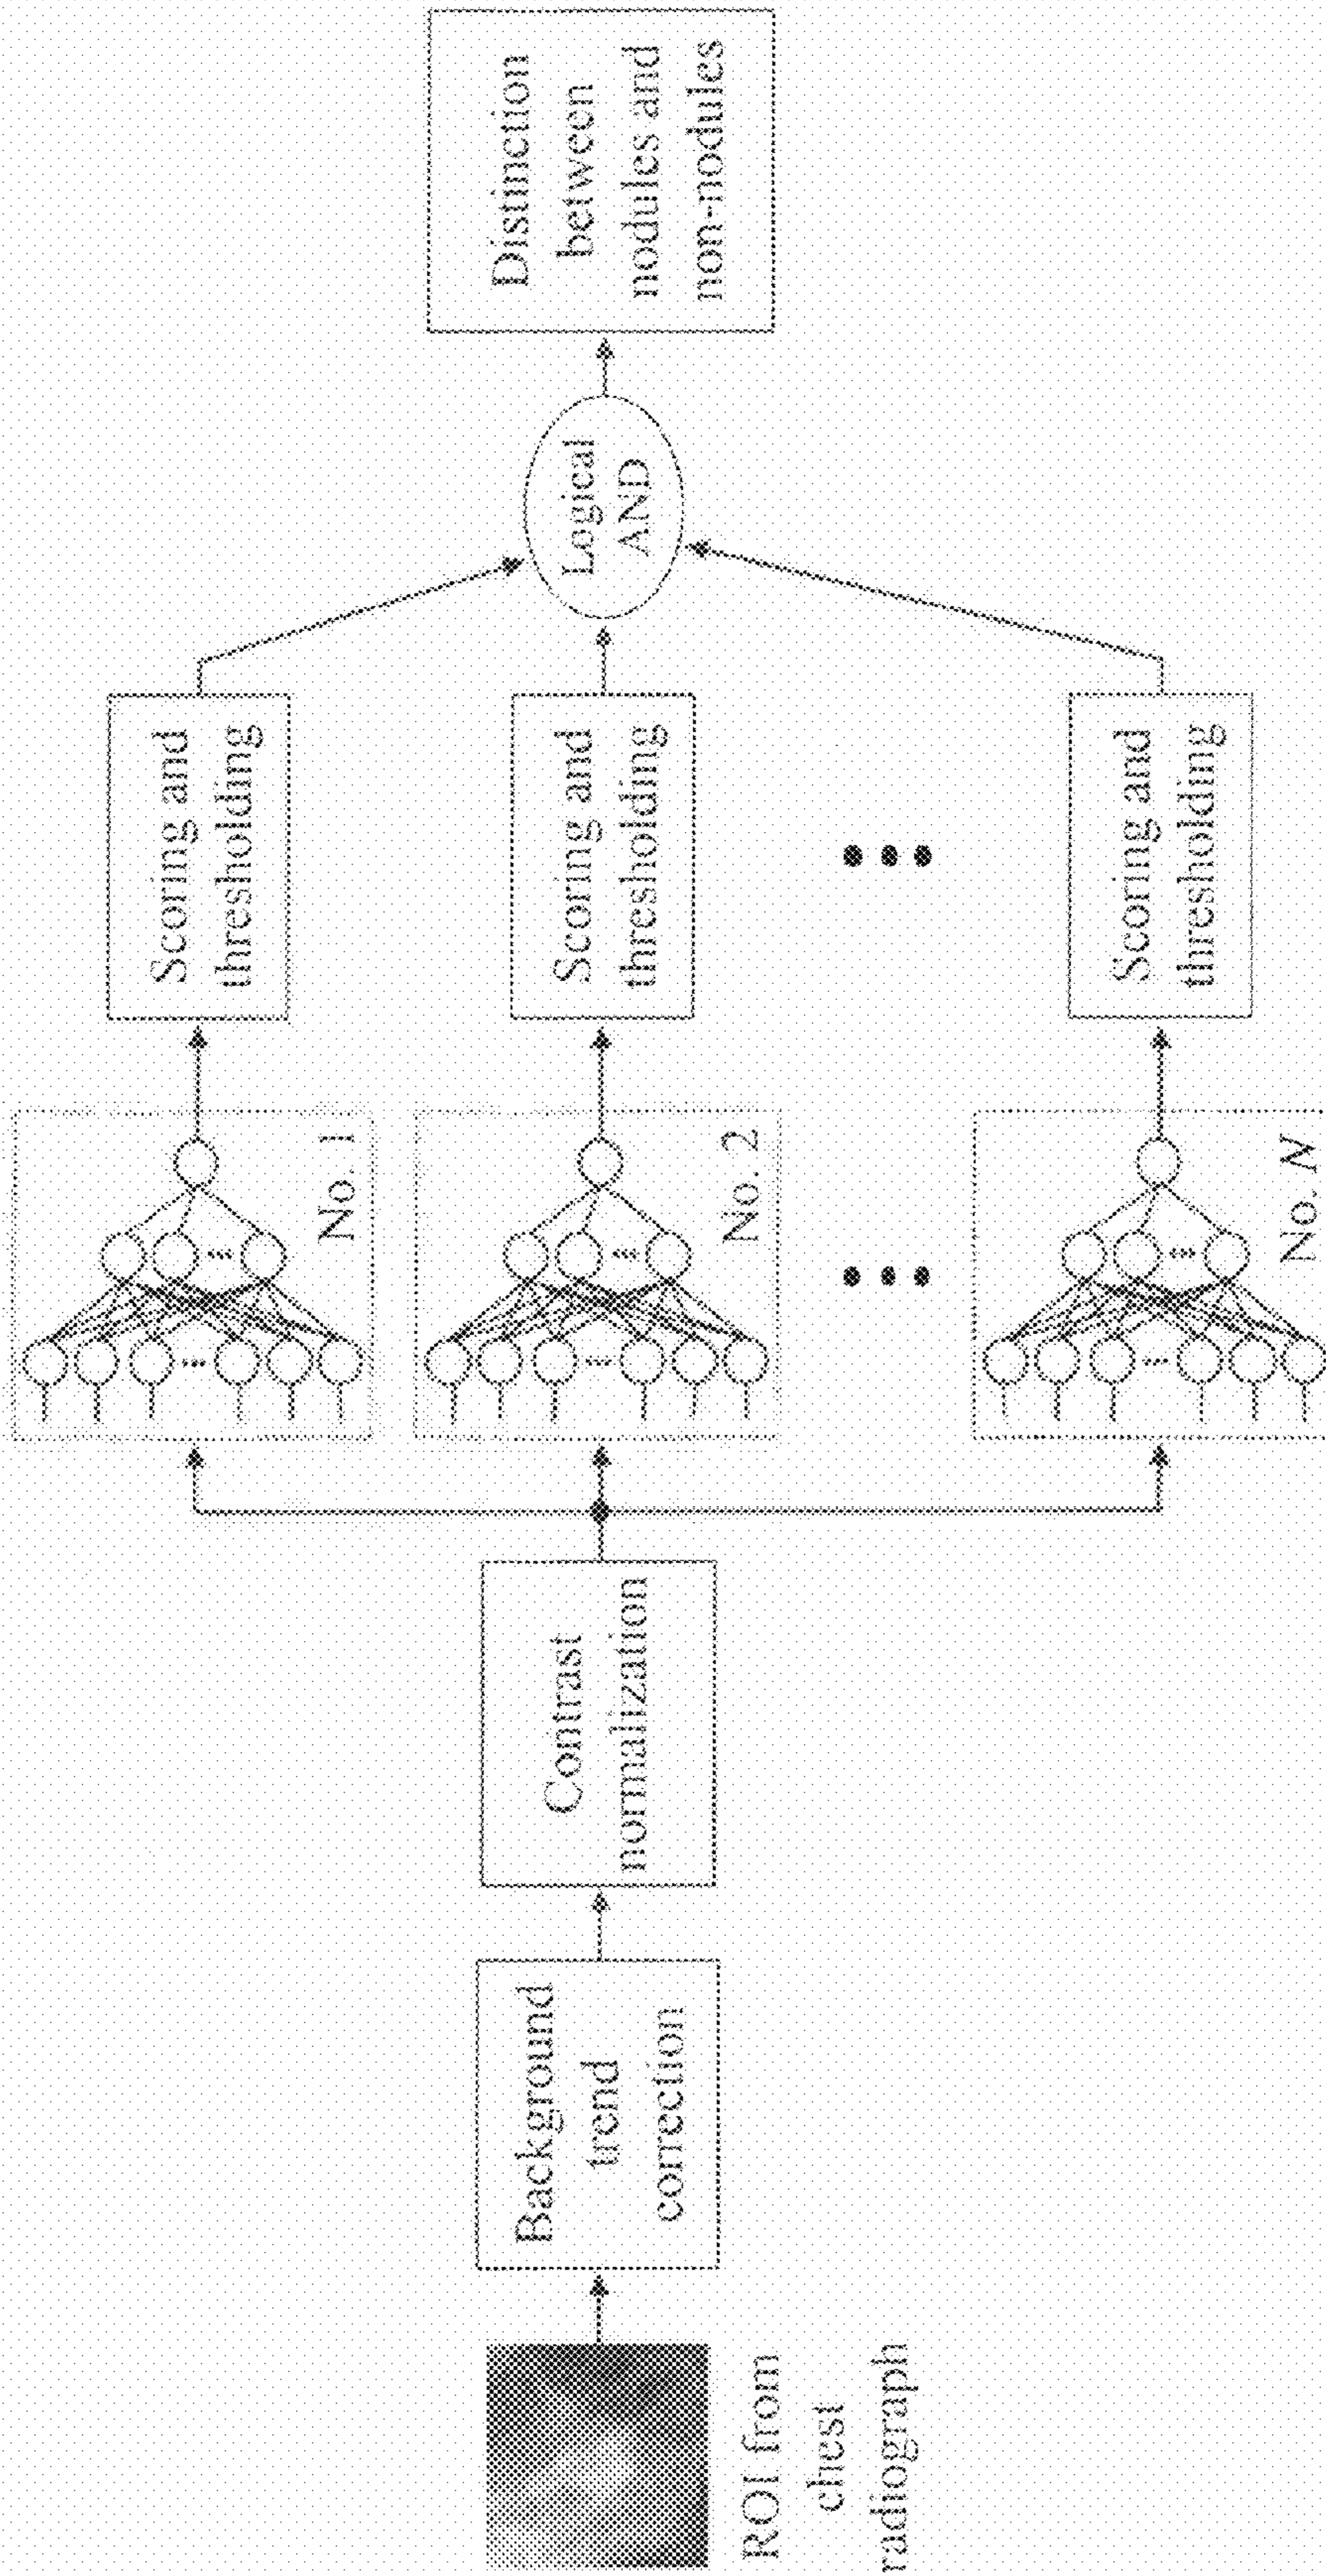 ROI from
chest
radiograph
Background
trend
correction
Contrast
normalization
No. 1
No. 2
No. N
Scoring and
thresholding
Scoring and
thresholding
Scoring and
thresholding
Logical
AND
Distinction
between
nodules and
non-nodules